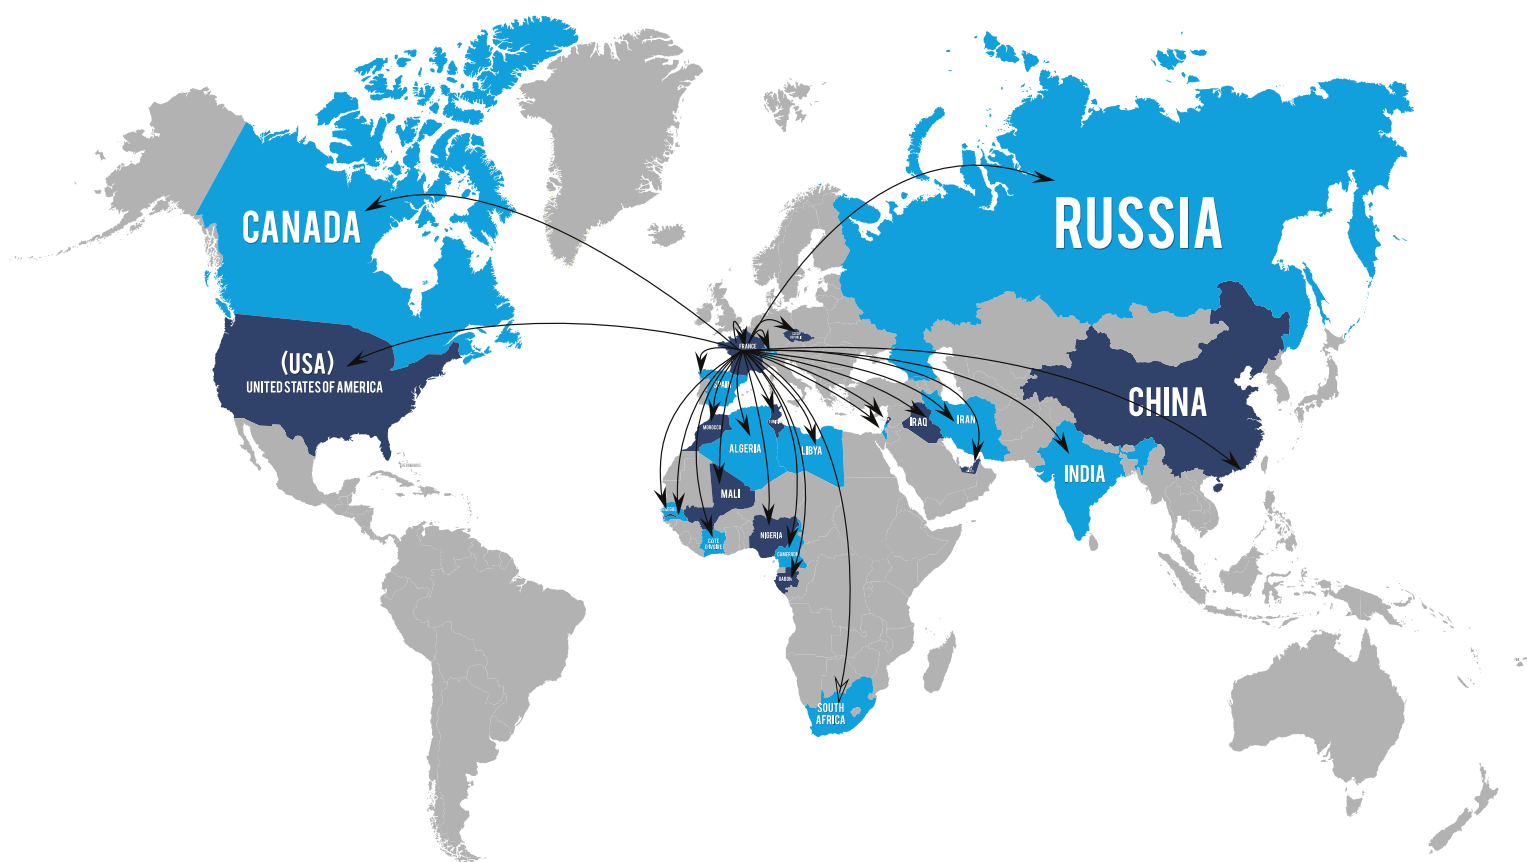 CANADA
RUSSIA
(USA)
UNITED STATES OF AMERICA
FRANCE
SPAIN
CHINA
MOROCCO
ALGERIA
LIBYA
IRAQ
IRAN
INDIA
MALI
NIGERIA
CÔTE
D'IVOIRE
CAMEROON
GABON
SOUTH
AFRICA